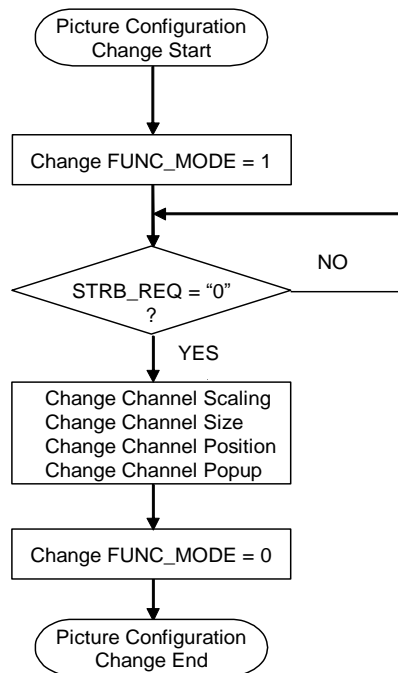 Picture Configuration
Change Start
Change FUNC_MODE = 1
NO
STRB_REQ = “0”
?
YES
Change Channel Scaling
Change Channel Size
Change Channel Position
Change Channel Popup
Change FUNC_MODE = 0
Picture Configuration
Change End